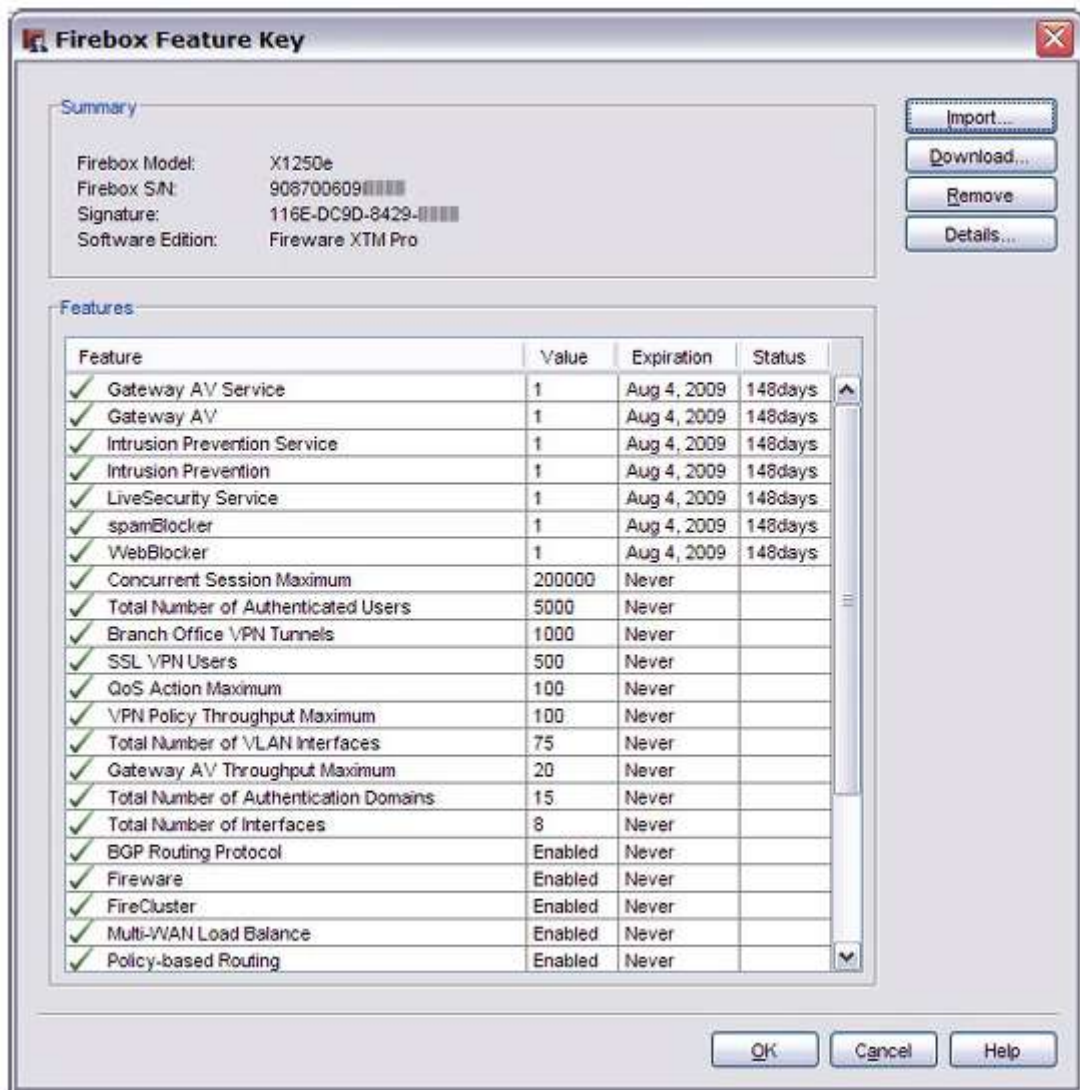 Firebox Feature Key
Summary
Import...
Firebox Model: X1250e
Download...
Firebox S/N: 908700609
Remove
Signature: 116E-DC9D-8429-
Software Edition: Fireware XTM Pro
Details...
Features
Feature Value Expiration Status
Gateway AV Service 1 Aug 4, 2009 148days
Gateway AV 1 Aug 4, 2009 148days
Intrusion Prevention Service 1 Aug 4, 2009 148days
Intrusion Prevention 1 Aug 4, 2009 148days
LiveSecurity Service 1 Aug 4, 2009 148days
spamBlocker 1 Aug 4, 2009 148days
WebBlocker 1 Aug 4, 2009 148days
Concurrent Session Maximum 200000 Never
Total Number of Authenticated Users 5000 Never
Branch Office VPN Tunnels 1000 Never
SSL VPN Users 500 Never
QoS Action Maximum 100 Never
VPN Policy Throughput Maximum 100 Never
Total Number of VLAN Interfaces 75 Never
Gateway AV Throughput Maximum 20 Never
Total Number of Authentication Domains 15 Never
Total Number of Interfaces 8 Never
BGP Routing Protocol Enabled Never
Fireware Enabled Never
FireCluster Enabled Never
Multi-WAN Load Balance Enabled Never
Policy-based Routing Enabled Never
OK Cancel Help